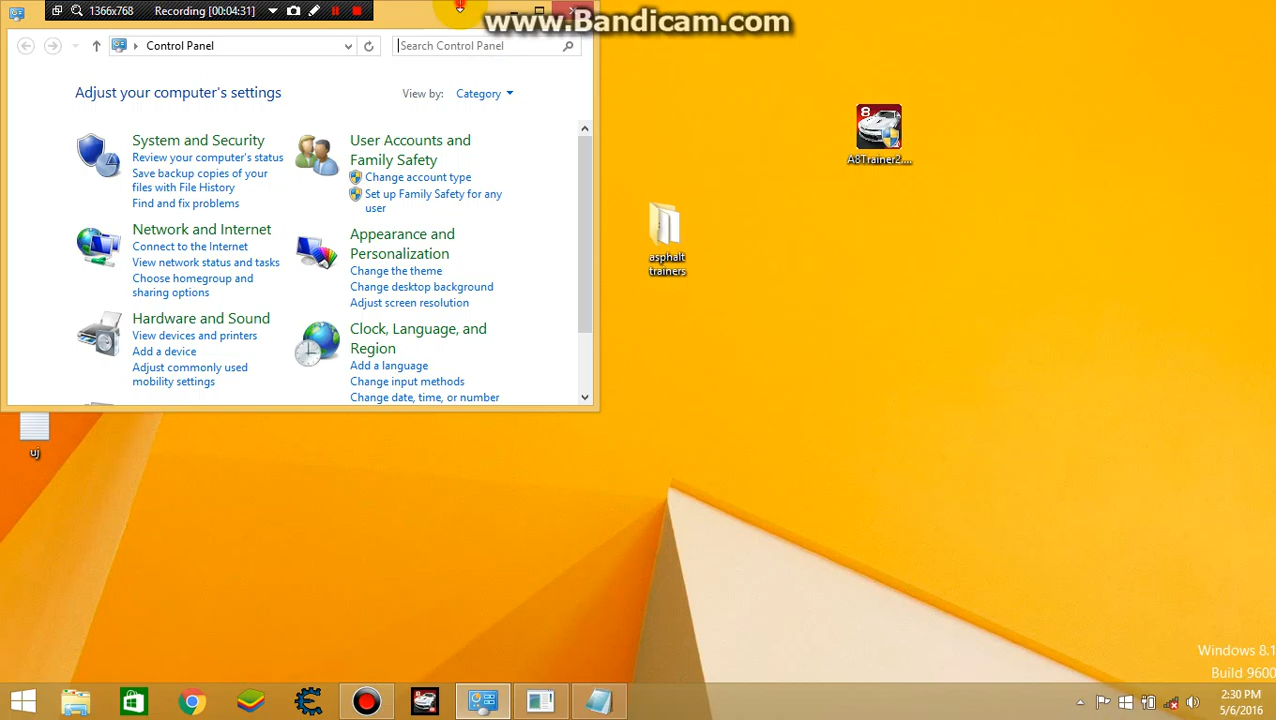 1366x768 Recording [00:04:31]
www.Bandicam.com
Control Panel
Search Control Panel
Adjust your computer's settings
View by: Category
System and Security
Review your computer's status
Save backup copies of your
files with File History
Find and fix problems
Network and Internet
Connect to the Internet
View network status and tasks
Choose homegroup and
sharing options
Hardware and Sound
View devices and printers
Add a device
Adjust commonly used
mobility settings
User Accounts and
Family Safety
Change account type
Set up Family Safety for any
user
Appearance and
Personalization
Change the theme
Change desktop background
Adjust screen resolution
Clock, Language, and
Region
Add a language
Change input methods
Change date, time, or number
8
A8Trainer2....
asphalt
trainers
uj
Windows 8.1
Build 9600
2:30 PM
5/6/2016